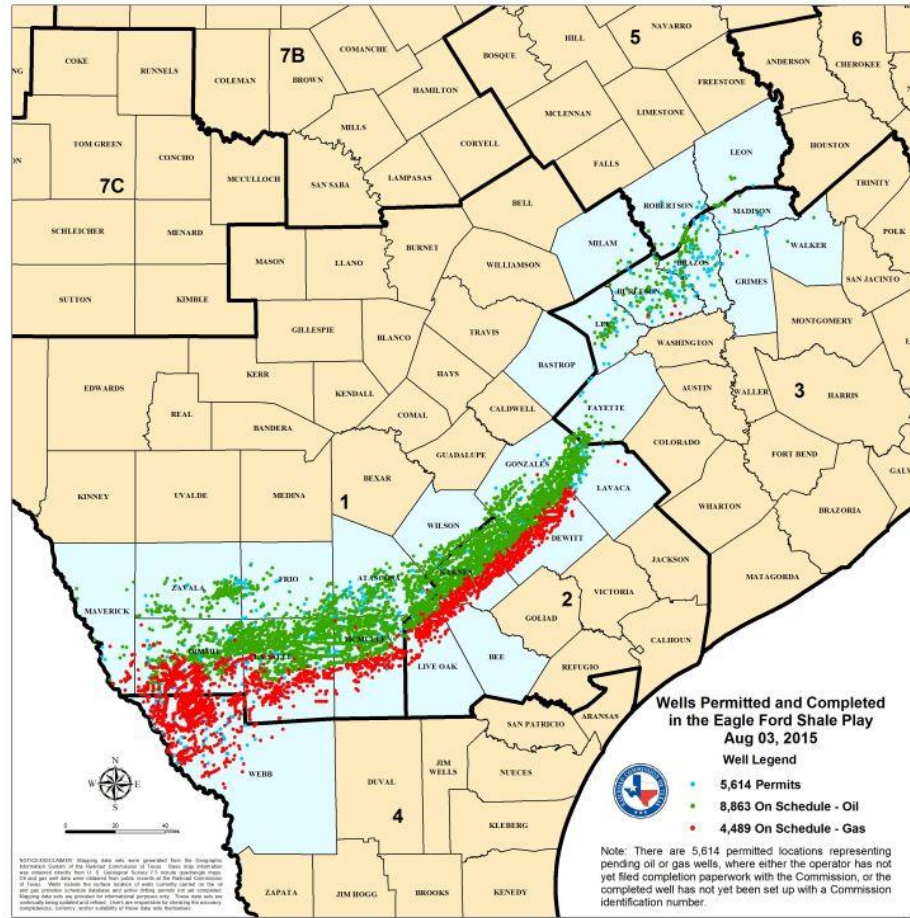 COKE
RUNNELS
COLEMAN
7B
BROWN
COMANCHE
HAMILTON
BOSQUE
HILL
5
NAVARRO
FREESTONE
ANDERSON
6
CHEROKEE
MILLS
MCLENNAN
LIMESTONE
TOM GREEN
CONCHO
MCCULLOCH
7C
SAN SABA
LAMPASAS
CORYELL
FALLS
LEON
HOUSTON
TRINITY
BELL
ROBERTSON
MADISON
POLK
SCHLEICHER
MENARD
MASON
LLANO
BURNET
WILLIAMSON
MILAM
BRAZOS
WALKER
SUTTON
KIMBLE
BURLESON
GRIMES
SAN JACINTO
GILLESPIE
BLANCO
TRAVIS
LEE
MONTGOMERY
EDWARDS
KERR
HAYS
BASTROP
WASHINGTON
REAL
KENDALL
COMAL
CALDWELL
FAYETTE
AUSTIN
WALLER
3
HARRIS
BANDERA
GUADALUPE
COLORADO
FORT BEND
KINNEY
UVALDE
MEDINA
BEXAR
1
GONZALES
LAVACA
WHARTON
BRAZORIA
WILSON
DEWITT
JACKSON
MATAGORDA
MAVERICK
ZAVALA
FRIO
ATASCOSA
KARNES
2
GOLIAD
VICTORIA
CALHOUN
DIMMIT
MCMULLEN
LIVE OAK
BEE
REFUGIO
ARANSAS
SAN PATRICIO
WEBB
DUVAL
JIM
WELLS
NUECES
4
KLEBERG
ZAPATA
JIM HOGG
BROOKS
KENEDY
N
W E
S
0 20 40
Wells Permitted and Completed
in the Eagle Ford Shale Play
Aug 03, 2015
Well Legend
5,614 Permits
8,863 On Schedule - Oil
4,489 On Schedule - Gas
Note: There are 5,614 permitted locations representing
pending oil or gas wells, where either the operator has not
yet filed completion paperwork with the Commission, or the
completed well has not yet been set up with a Commission
identification number.